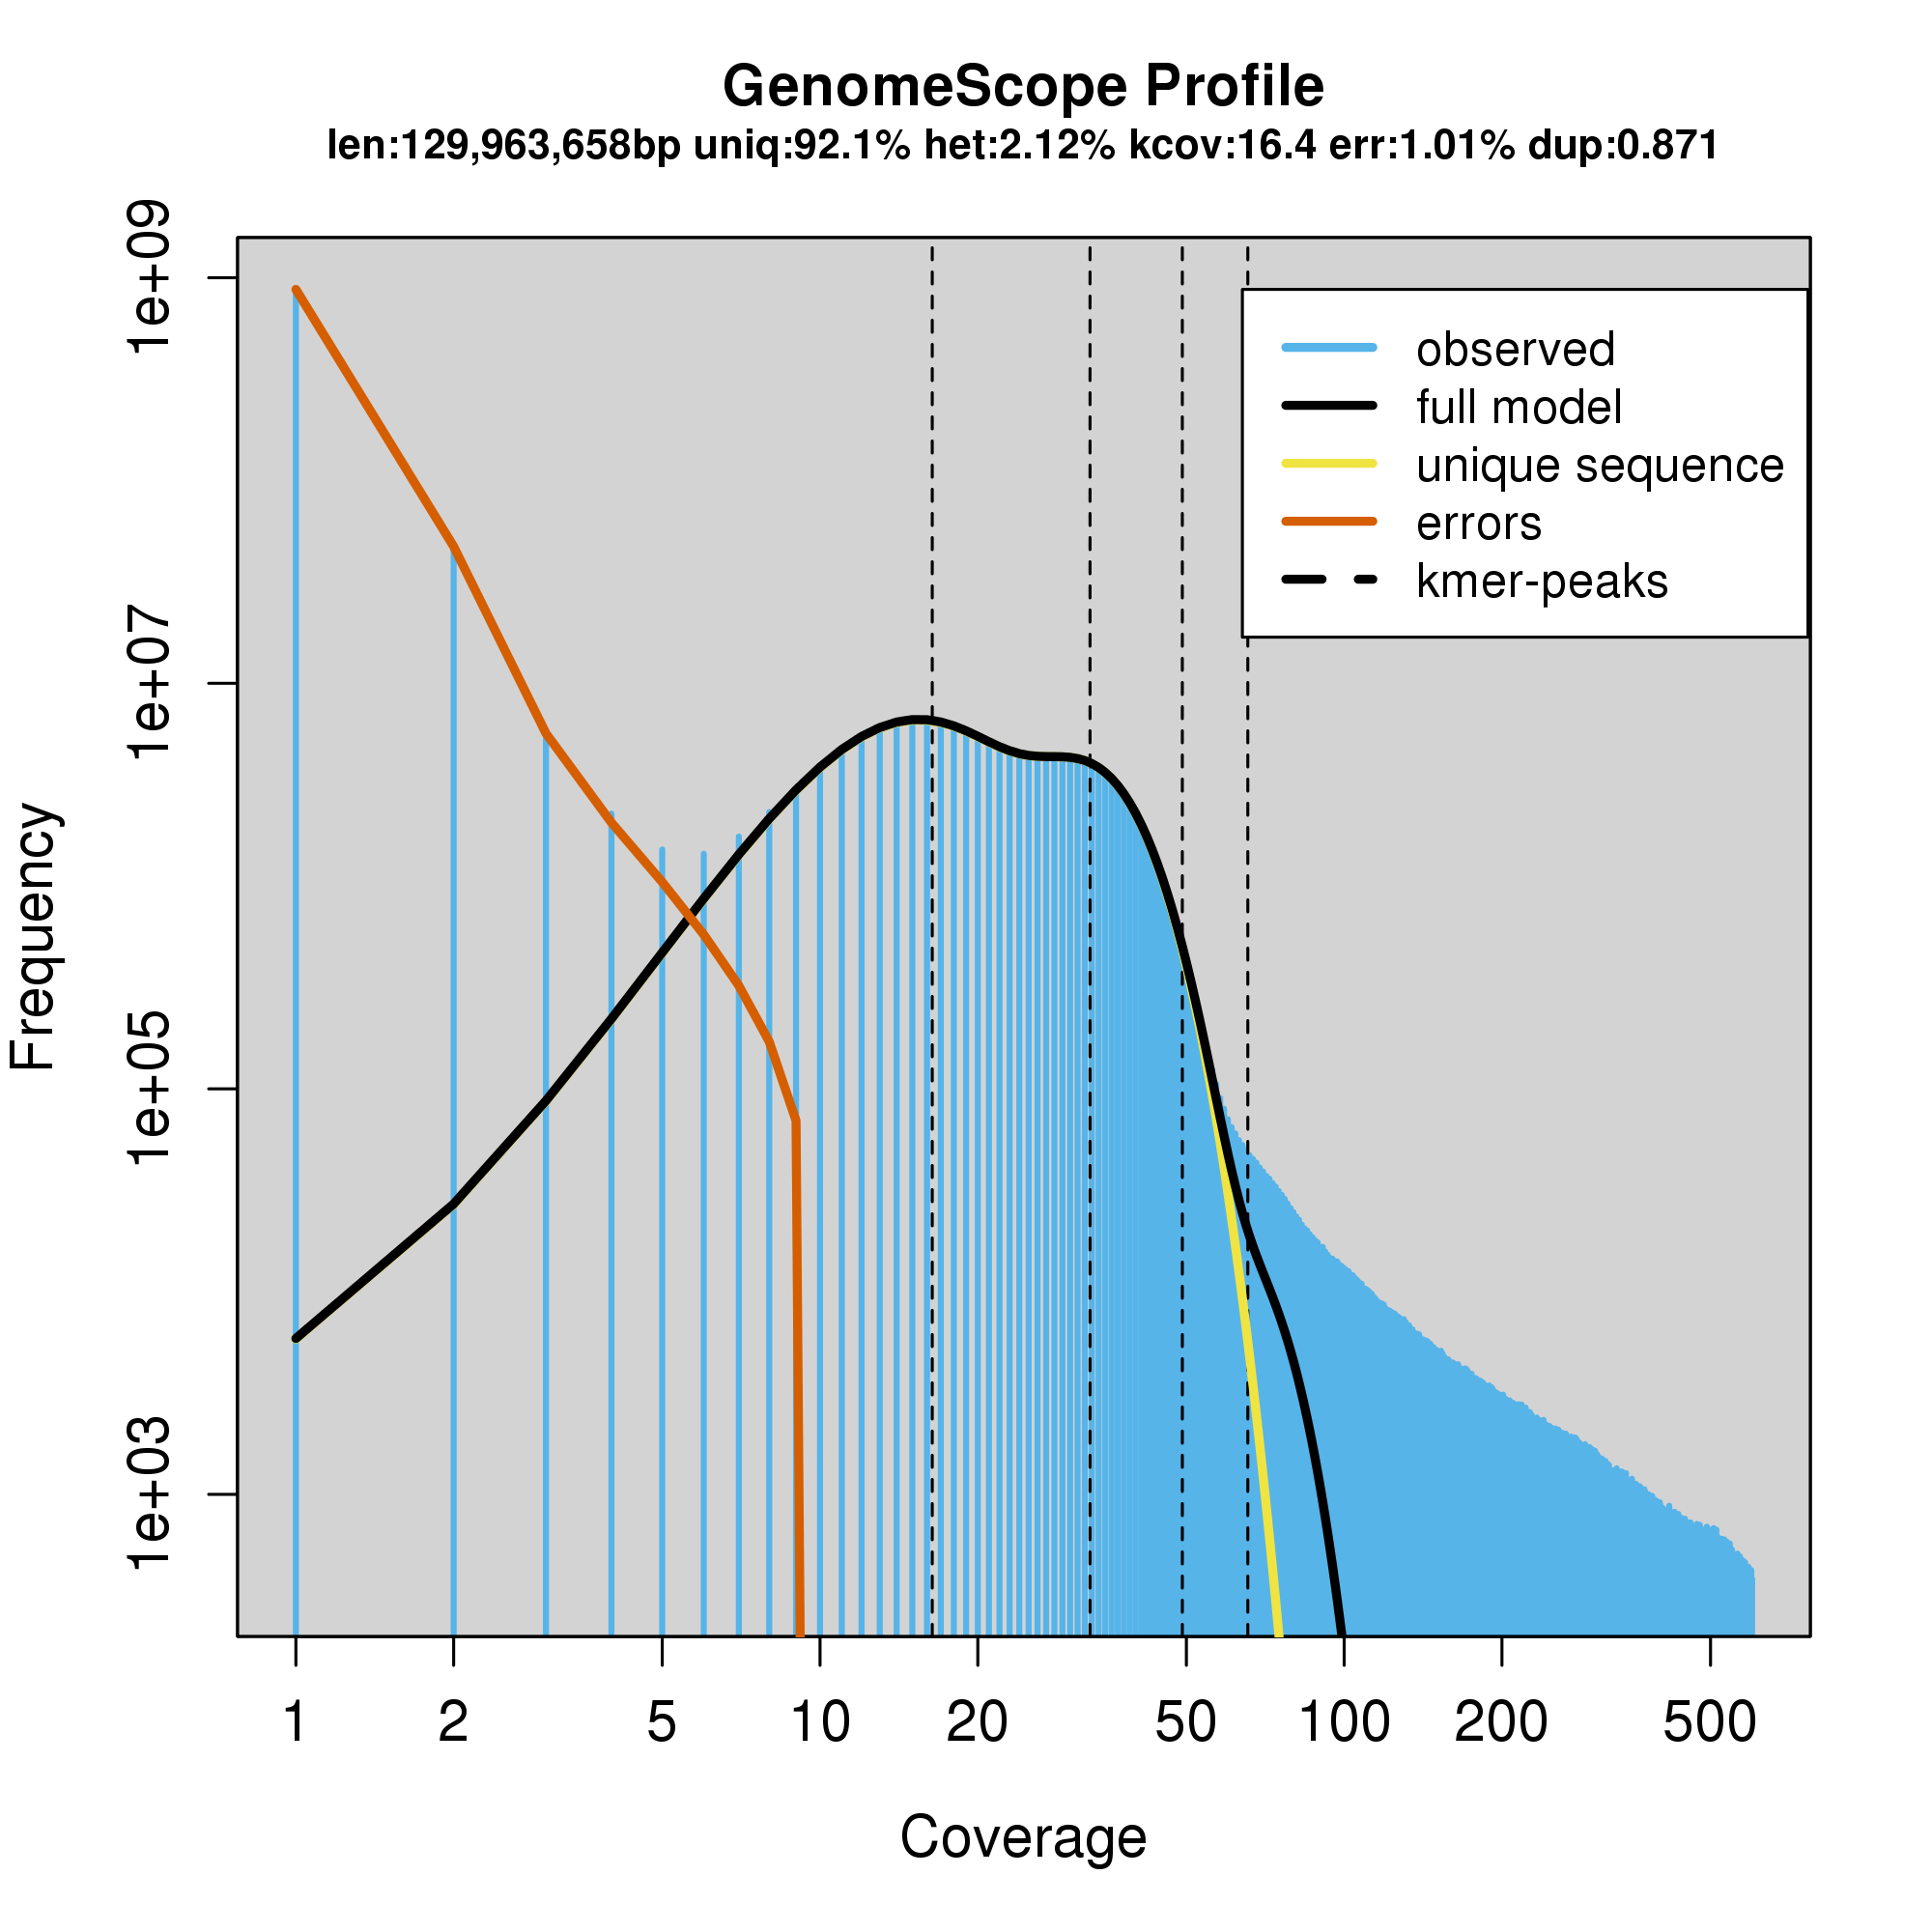 GenomeScope Profile
len:129,963,658bp uniq:92.1% het:2.12% kcov:16.4 err:1.01% dup:0.871
1e+09
1e+07
1e+05
1e+03
Frequency
observed
full model
unique sequence
errors
kmer-peaks
1 2 5 10 20 50 100 200 500
Coverage